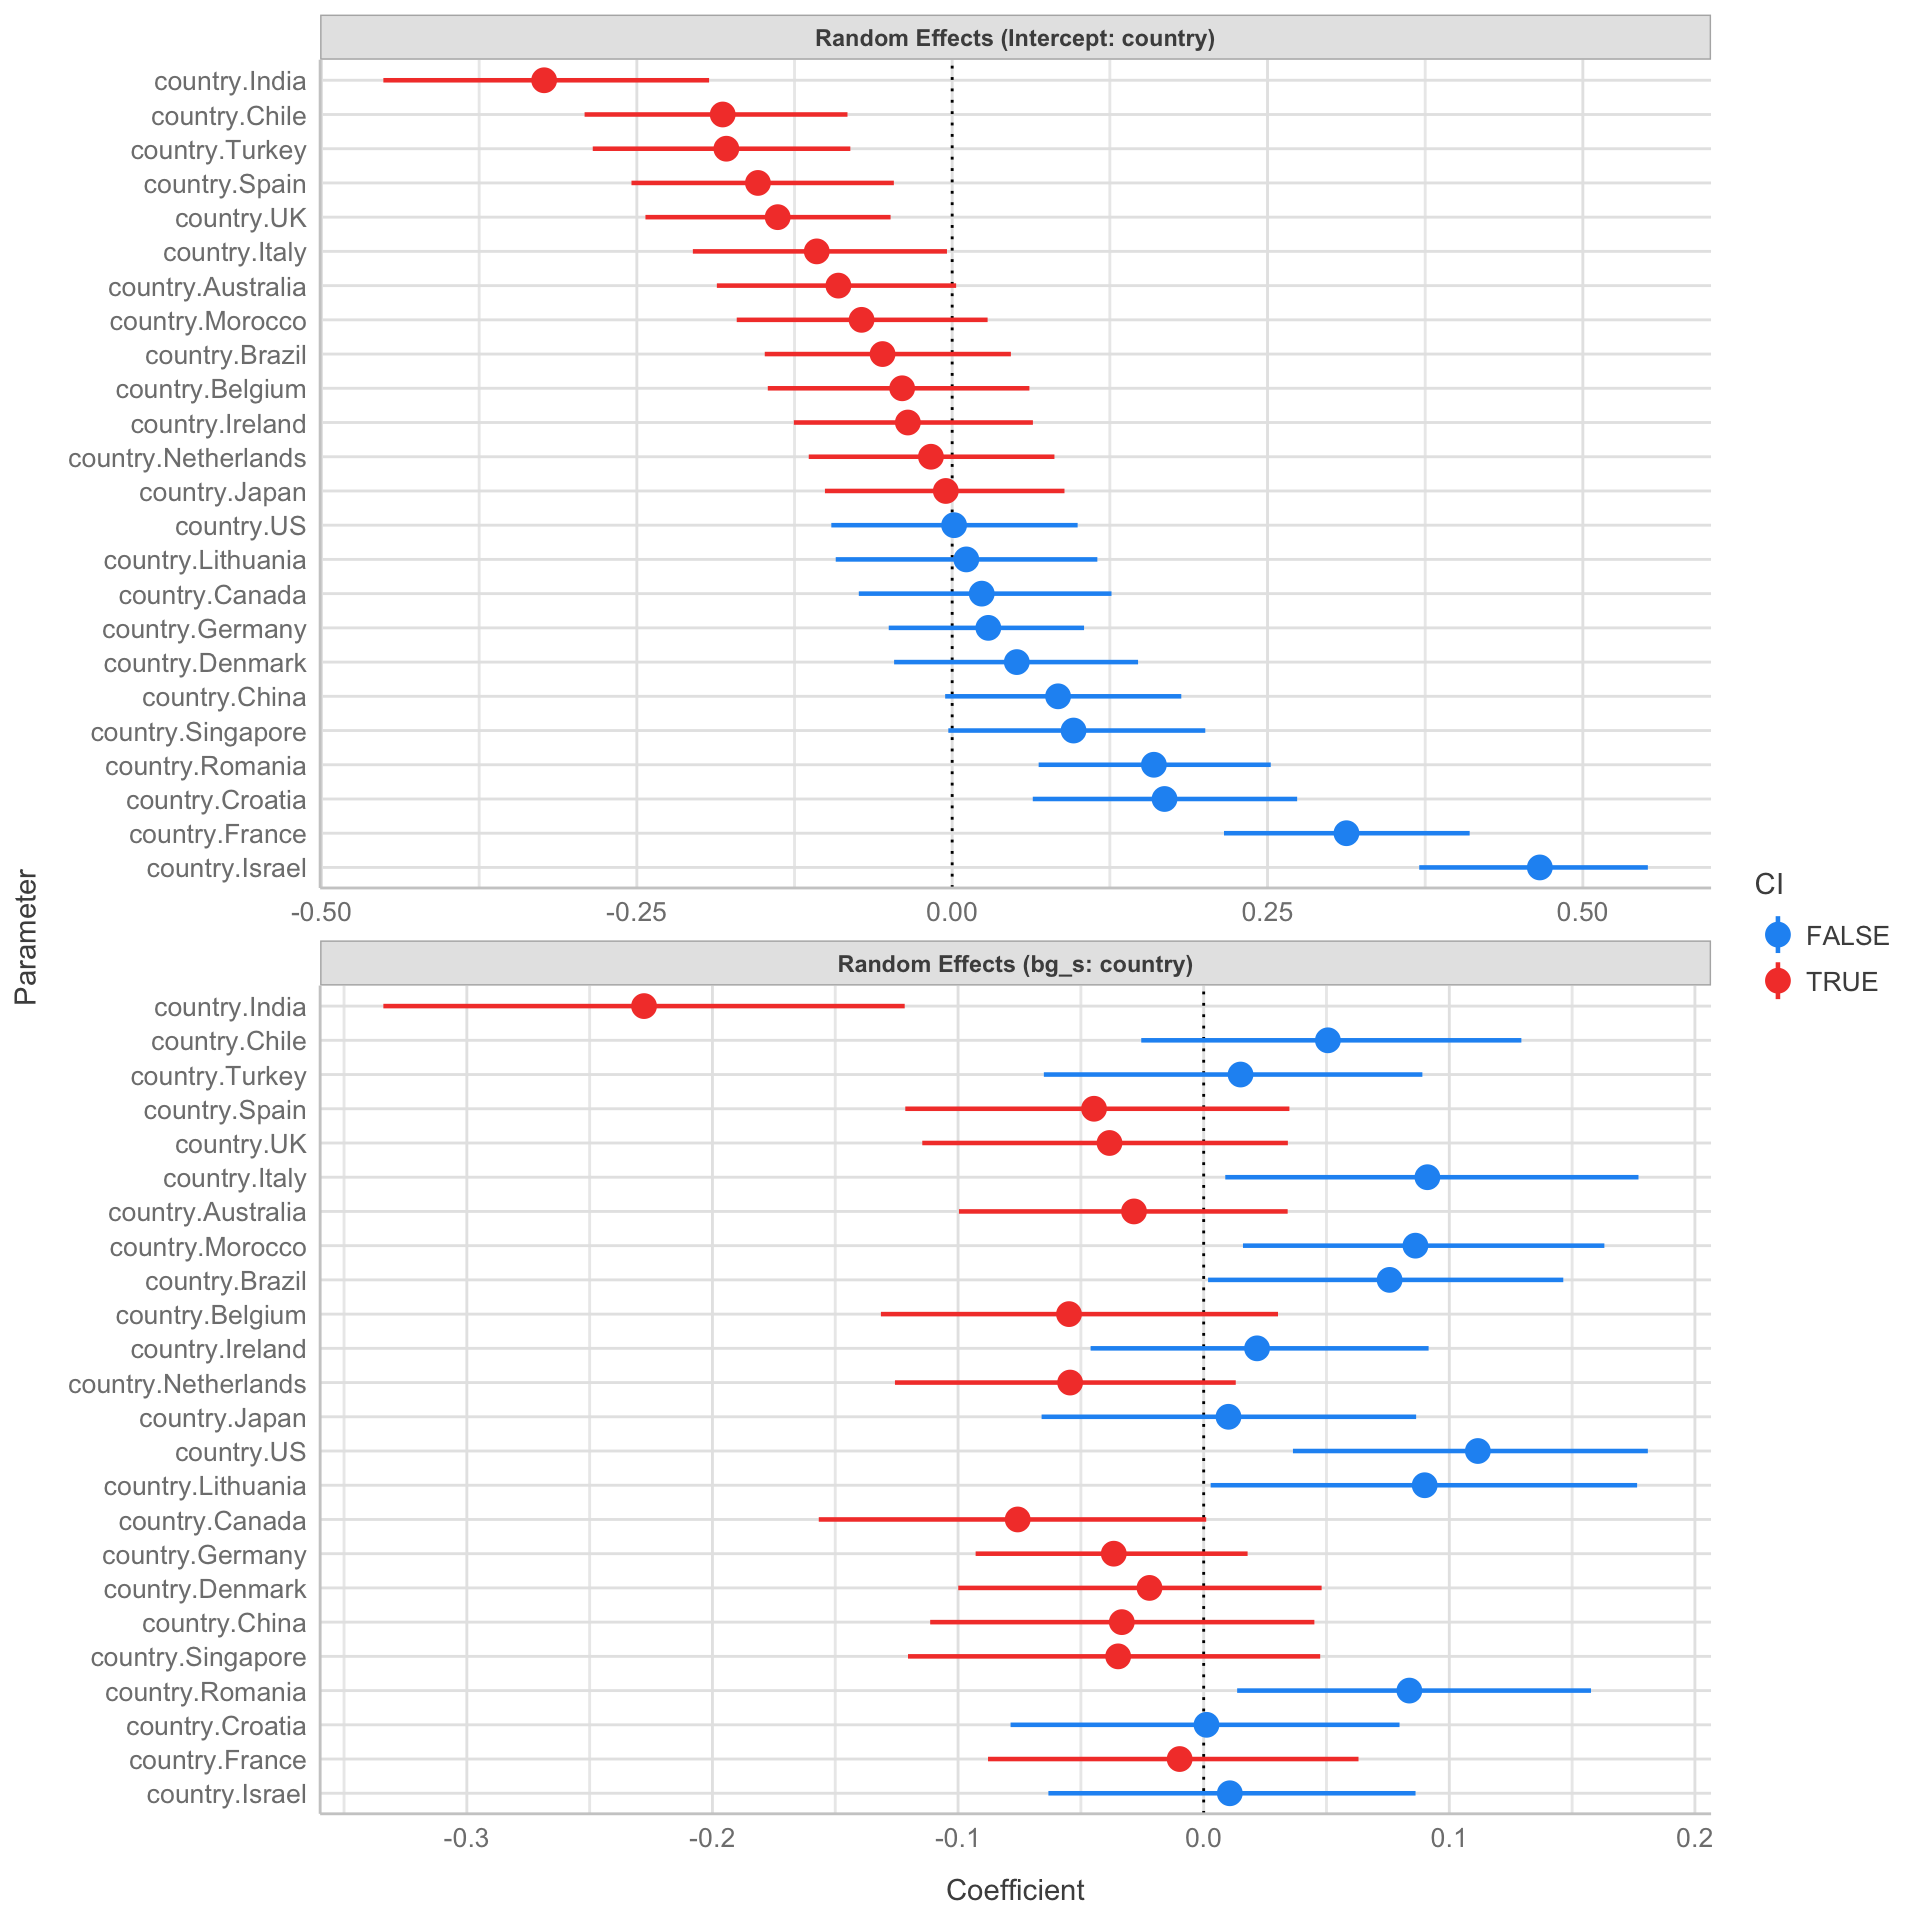 Random Effects (Intercept: country)
country.India
country.Chile
country.Turkey
country.Spain
country.UK
country.Italy
country.Australia
country.Morocco
country.Brazil
country.Belgium
country.Ireland
country.Netherlands
country.Japan
country.US
country.Lithuania
country.Canada
country.Germany
country.Denmark
country.China
country.Singapore
country.Romania
country.Croatia
country.France
country.Israel
-0.50 -0.25 0.00 0.25 0.50
Random Effects (bg_s: country)
country.India
country.Chile
country.Turkey
country.Spain
country.UK
country.Italy
country.Australia
country.Morocco
country.Brazil
country.Belgium
country.Ireland
country.Netherlands
country.Japan
country.US
country.Lithuania
country.Canada
country.Germany
country.Denmark
country.China
country.Singapore
country.Romania
country.Croatia
country.France
country.Israel
-0.3 -0.2 -0.1 0.0 0.1 0.2
Coefficient
Parameter
CI
FALSE
TRUE